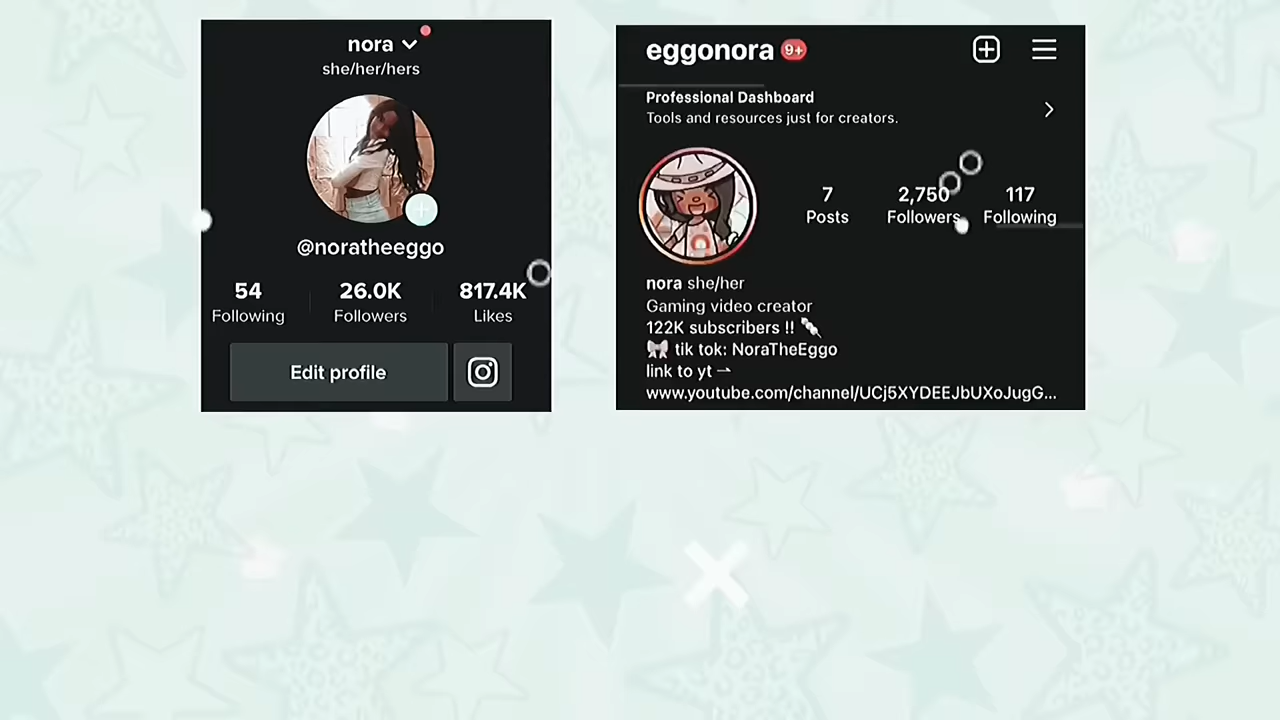 nora
she/her/hers
@noratheeggo
54 26.0K 817.4K
Following Followers Likes
Edit profile
eggonora 9+
Professional Dashboard
Tools and resources just for creators.
7 2,750 117
Posts Followers Following
nora she/her
Gaming video creator
122K subscribers !! 🍡
🎀 tik tok: NoraTheEggo
link to yt ⇀
www.youtube.com/channel/UCj5XYDEEJbUXoJugG...